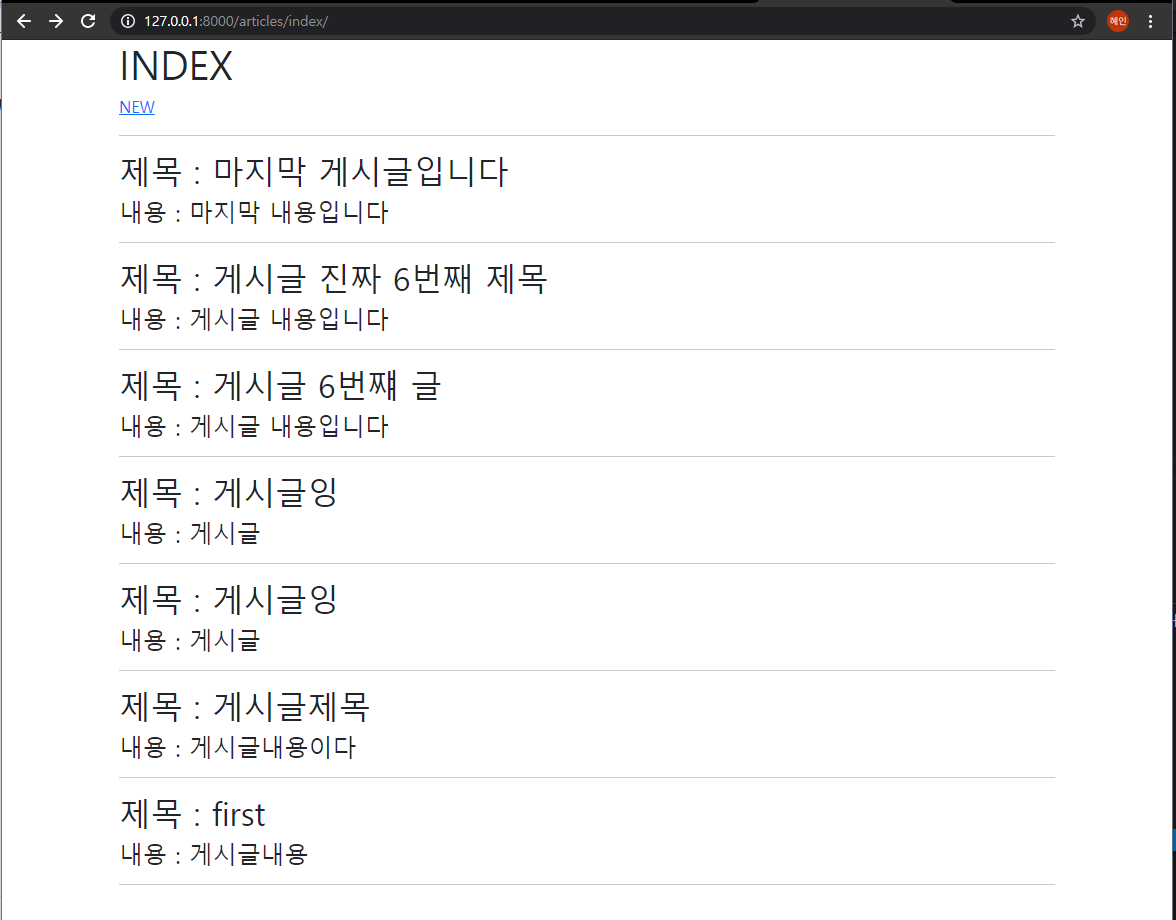 127.0.0.1:8000/articles/index/
혜인
INDEX
NEW
제목 : 마지막 게시글입니다
내용 : 마지막 내용입니다
제목 : 게시글 진짜 6번째 제목
내용 : 게시글 내용입니다
제목 : 게시글 6번쨰 글
내용 : 게시글 내용입니다
제목 : 게시글잉
내용 : 게시글
제목 : 게시글잉
내용 : 게시글
제목 : 게시글제목
내용 : 게시글내용이다
제목 : first
내용 : 게시글내용